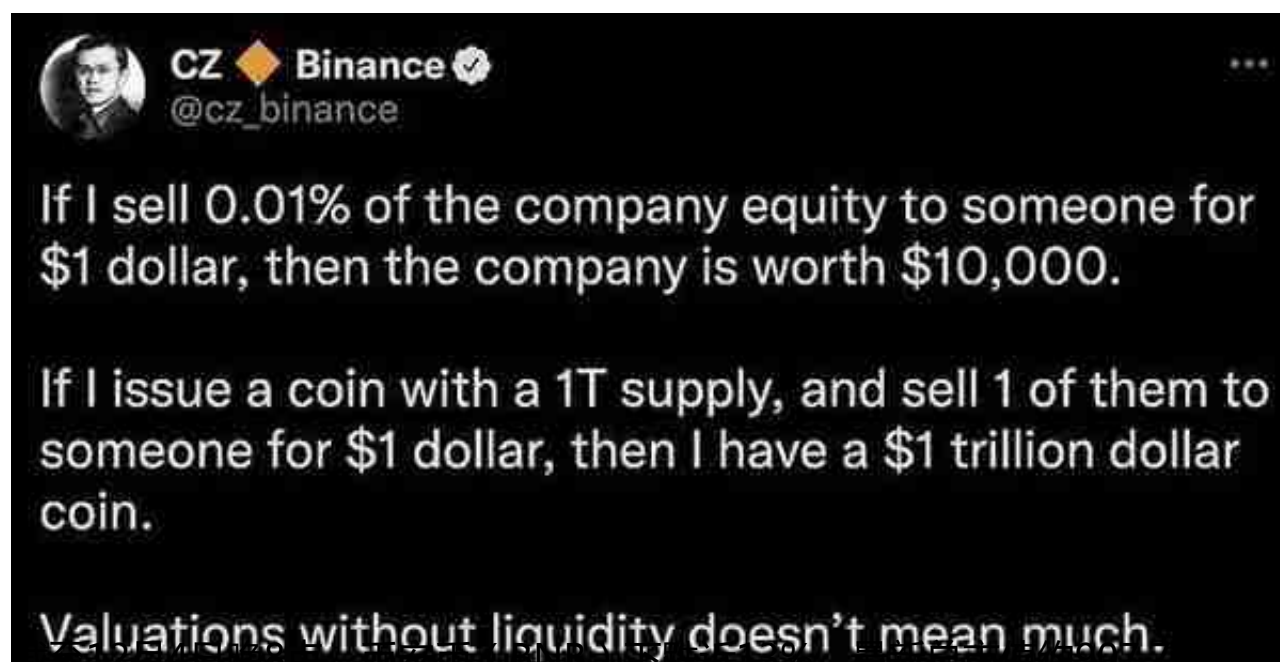 CZ 🔶 Binance
@cz_binance
If I sell 0.01% of the company equity to someone for
$1 dollar, then the company is worth $10,000.
If I issue a coin with a 1T supply, and sell 1 of them to
someone for $1 dollar, then I have a $1 trillion dollar
coin.
Valuations without liquidity doesn't mean much.